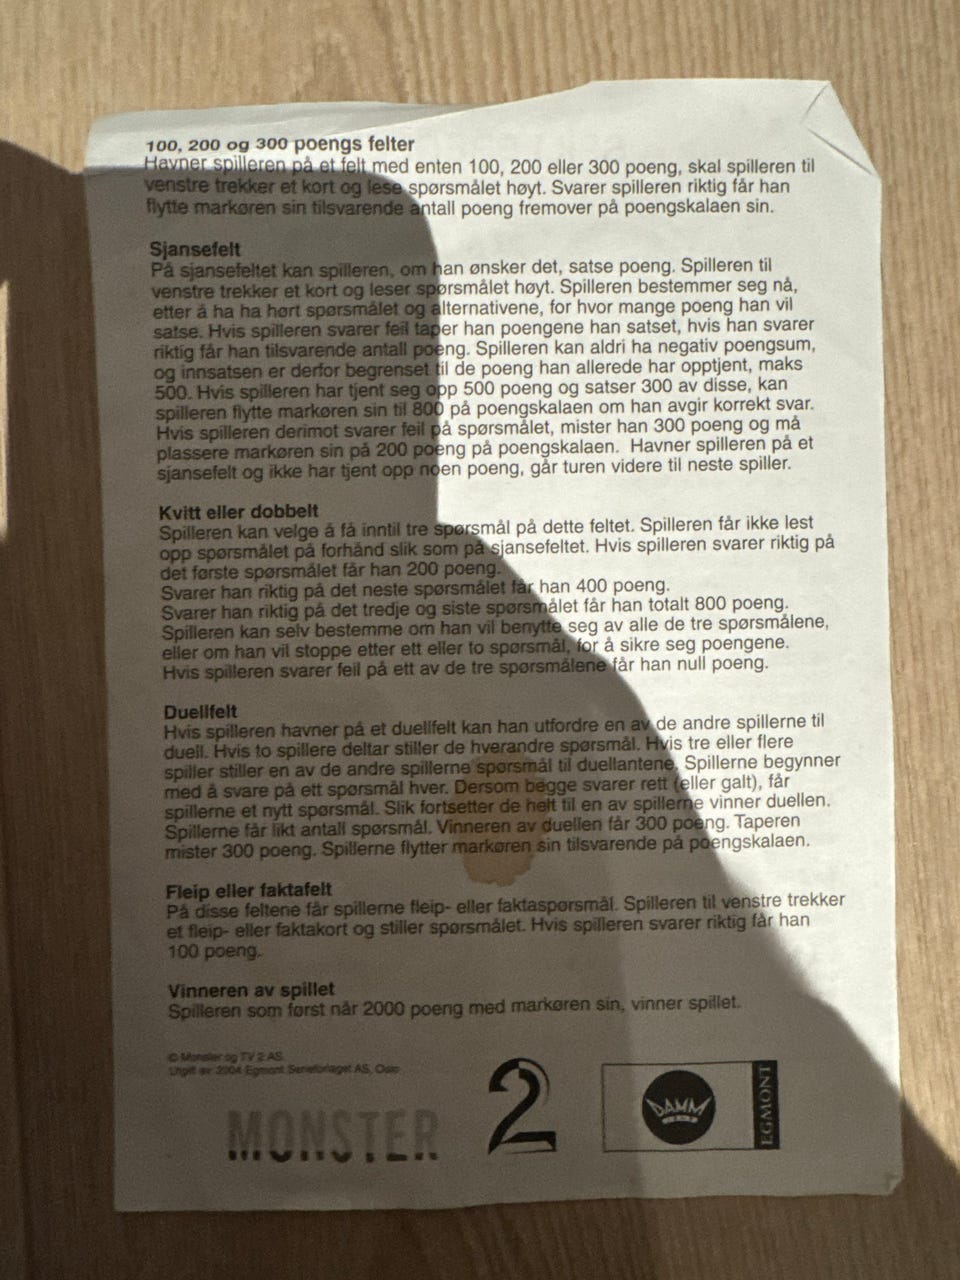 100, 200 og 300 poengs felter
Havner spilleren på et felt med enten 100, 200 eller 300 poeng, skal spilleren til
venstre trekker et kort og lese spørsmålet høyt. Svarer spilleren riktig får han
flytte markøren sin tilsvarende antall poeng fremover på poengskalaen sin.
Sjansefelt
På sjansefeltet kan spilleren, om han ønsker det, satse poeng. Spilleren til
venstre trekker et kort og leser spørsmålet høyt. Spilleren bestemmer seg nå,
etter å ha ha hørt spørsmålet og alternativene, for hvor mange poeng han vil
satse. Hvis spilleren svarer feil taper han poengene han satset, hvis han svarer
riktig får han tilsvarende antall poeng. Spilleren kan aldri ha negativ poengsum,
og innsatsen er derfor begrenset til de poeng han allerede har opptjent, maks
500. Hvis spilleren har tjent seg opp 500 poeng og satser 300 av disse, kan
spilleren flytte markøren sin til 800 på poengskalaen om han avgir korrekt svar.
Hvis spilleren derimot svarer feil på spørsmålet, mister han 300 poeng og må
plassere markøren sin på 200 poeng på poengskalaen. Havner spilleren på et
sjansefelt og ikke har tjent opp noen poeng, går turen videre til neste spiller.
Kvitt eller dobbelt
Spilleren kan velge å få inntil tre spørsmål på dette feltet. Spilleren får ikke lest
opp spørsmålet på forhånd slik som på sjansefeltet. Hvis spilleren svarer riktig på
det første spørsmålet får han 200 poeng.
Svarer han riktig på det neste spørsmålet får han 400 poeng.
Svarer han riktig på det tredje og siste spørsmålet får han totalt 800 poeng.
Spilleren kan selv bestemme om han vil benytte seg av alle de tre spørsmålene,
eller om han vil stoppe etter ett eller to spørsmål, for å sikre seg poengene.
Hvis spilleren svarer feil på ett av de tre spørsmålene får han null poeng.
Duellfelt
Hvis spilleren havner på et duellfelt kan han utfordre en av de andre spillerne til
duell. Hvis to spillere deltar stiller de hverandre spørsmål. Hvis tre eller flere
spiller stiller en av de andre spillerne spørsmål til duellantene. Spillerne begynner
med å svare på ett spørsmål hver. Dersom begge svarer rett (eller galt), får
spillerne et nytt spørsmål. Slik fortsetter de helt til en av spillerne vinner duellen.
Spillerne får likt antall spørsmål. Vinneren av duellen får 300 poeng. Taperen
mister 300 poeng. Spillerne flytter markøren sin tilsvarende på poengskalaen.
Fleip eller faktafelt
På disse feltene får spillerne fleip- eller faktaspørsmål. Spilleren til venstre trekker
et fleip- eller faktakort og stiller spørsmålet. Hvis spilleren svarer riktig får han
100 poeng.
Vinneren av spillet
Spilleren som først når 2000 poeng med markøren sin, vinner spillet.
© Monster og TV 2 AS.
Utgitt av: 2004 Egmont Serieforlaget AS, Oslo
MONSTER
2
DAMM
EGMONT